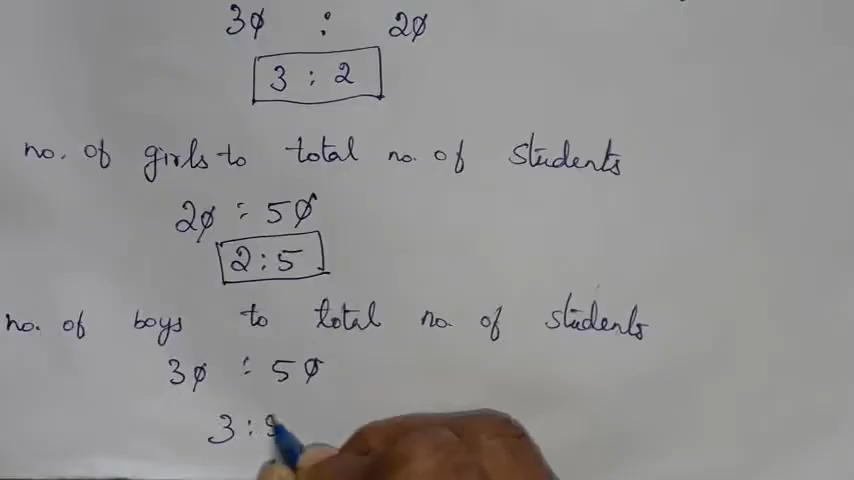 30 : 20
3 : 2
no. of girls to total no. of students
20 : 50
2 : 5
no. of boys to total no. of students
30 : 50
3 : 5